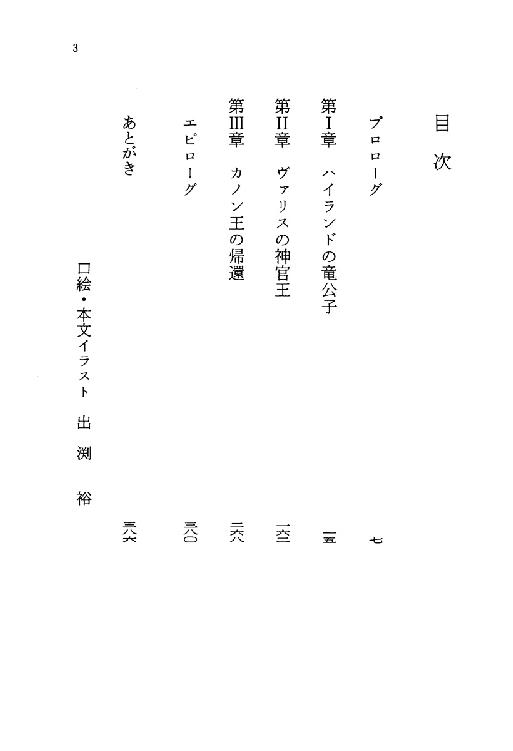 3
目次
プロローグ 七
第Ⅰ章 ハイランドの竜公子 一五
第Ⅱ章 ヴァリスの神官王 一六二
第Ⅲ章 カノン王の帰還 二六八
エピローグ 三八〇
あとがき 三八六
口絵・本文イラスト 出渕 裕